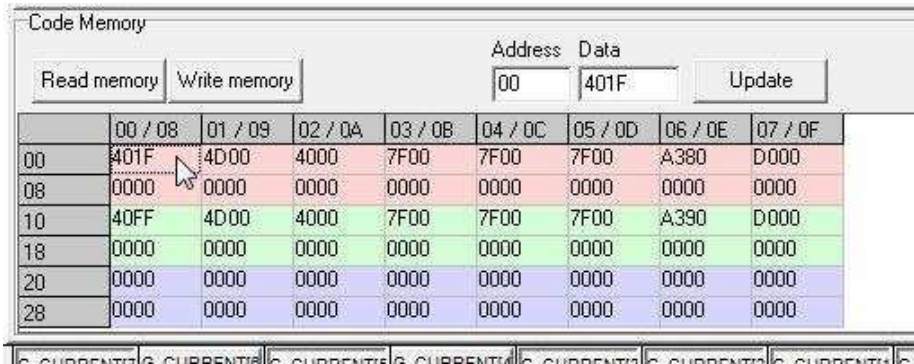 Code Memory
Address Data
Read memory Write memory 00 401F Update
00 / 08 01 / 09 02 / 0A 03 / 0B 04 / 0C 05 / 0D 06 / 0E 07 / 0F
00 401F 4D00 4000 7F00 7F00 7F00 A380 D000
08 0000 0000 0000 0000 0000 0000 0000 0000
10 40FF 4D00 4000 7F00 7F00 7F00 A390 D000
18 0000 0000 0000 0000 0000 0000 0000 0000
20 0000 0000 0000 0000 0000 0000 0000 0000
28 0000 0000 0000 0000 0000 0000 0000 0000